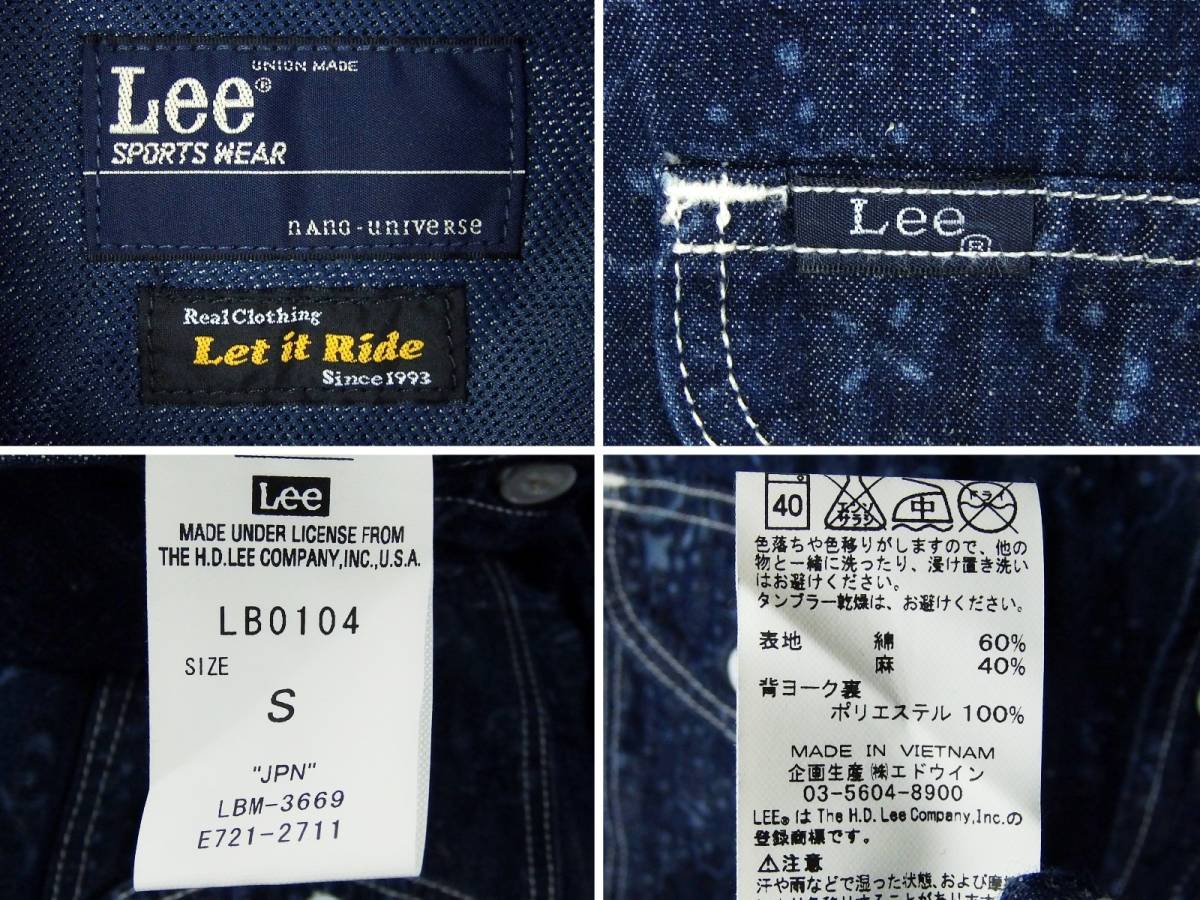 UNION MADE
Lee®
SPORTS WEAR
nAno-universe
Real Clothing
Let it Ride
Since 1993
Lee®
Lee
MADE UNDER LICENSE FROM
THE H.D.LEE COMPANY,INC.,U.S.A.
LB0104
SIZE
S
"JPN"
LBM-3669
E721-2711
40
エンソ
サラシ
中
ドライ
色落ちや色移りがしますので、他の
物と一緒に洗ったり、浸け置き洗い
はお避けください。
タンブラー乾燥は、お避けください。
表地 綿 60%
麻 40%
背ヨーク裏
ポリエステル 100%
MADE IN VIETNAM
企画生産㈱エドウイン
03-5604-8900
LEE®は The H.D. Lee Company,Inc.の
登録商標です。
⚠注意
汗や雨などで湿った状態、および摩